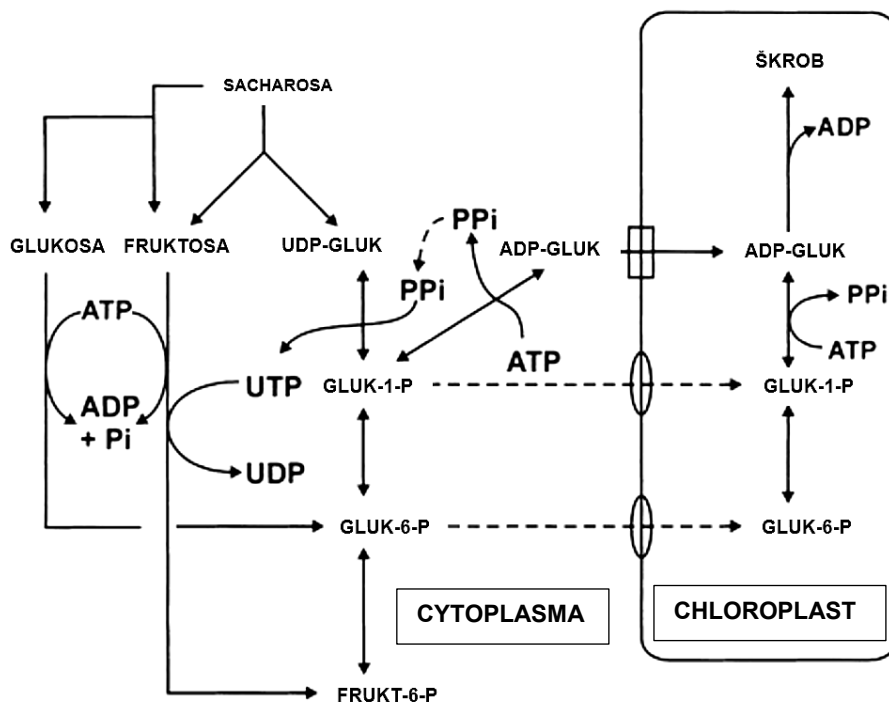 ŠKROB
SACHAROSA
ADP
PPi
GLUKOSA
FRUKTOSA
UDP-GLUK
ADP-GLUK
ADP-GLUK
PPi
PPi
ATP
ATP
ATP
UTP
GLUK-1-P
GLUK-1-P
ADP
+ Pi
UDP
GLUK-6-P
GLUK-6-P
CYTOPLASMA
CHLOROPLAST
FRUKT-6-P